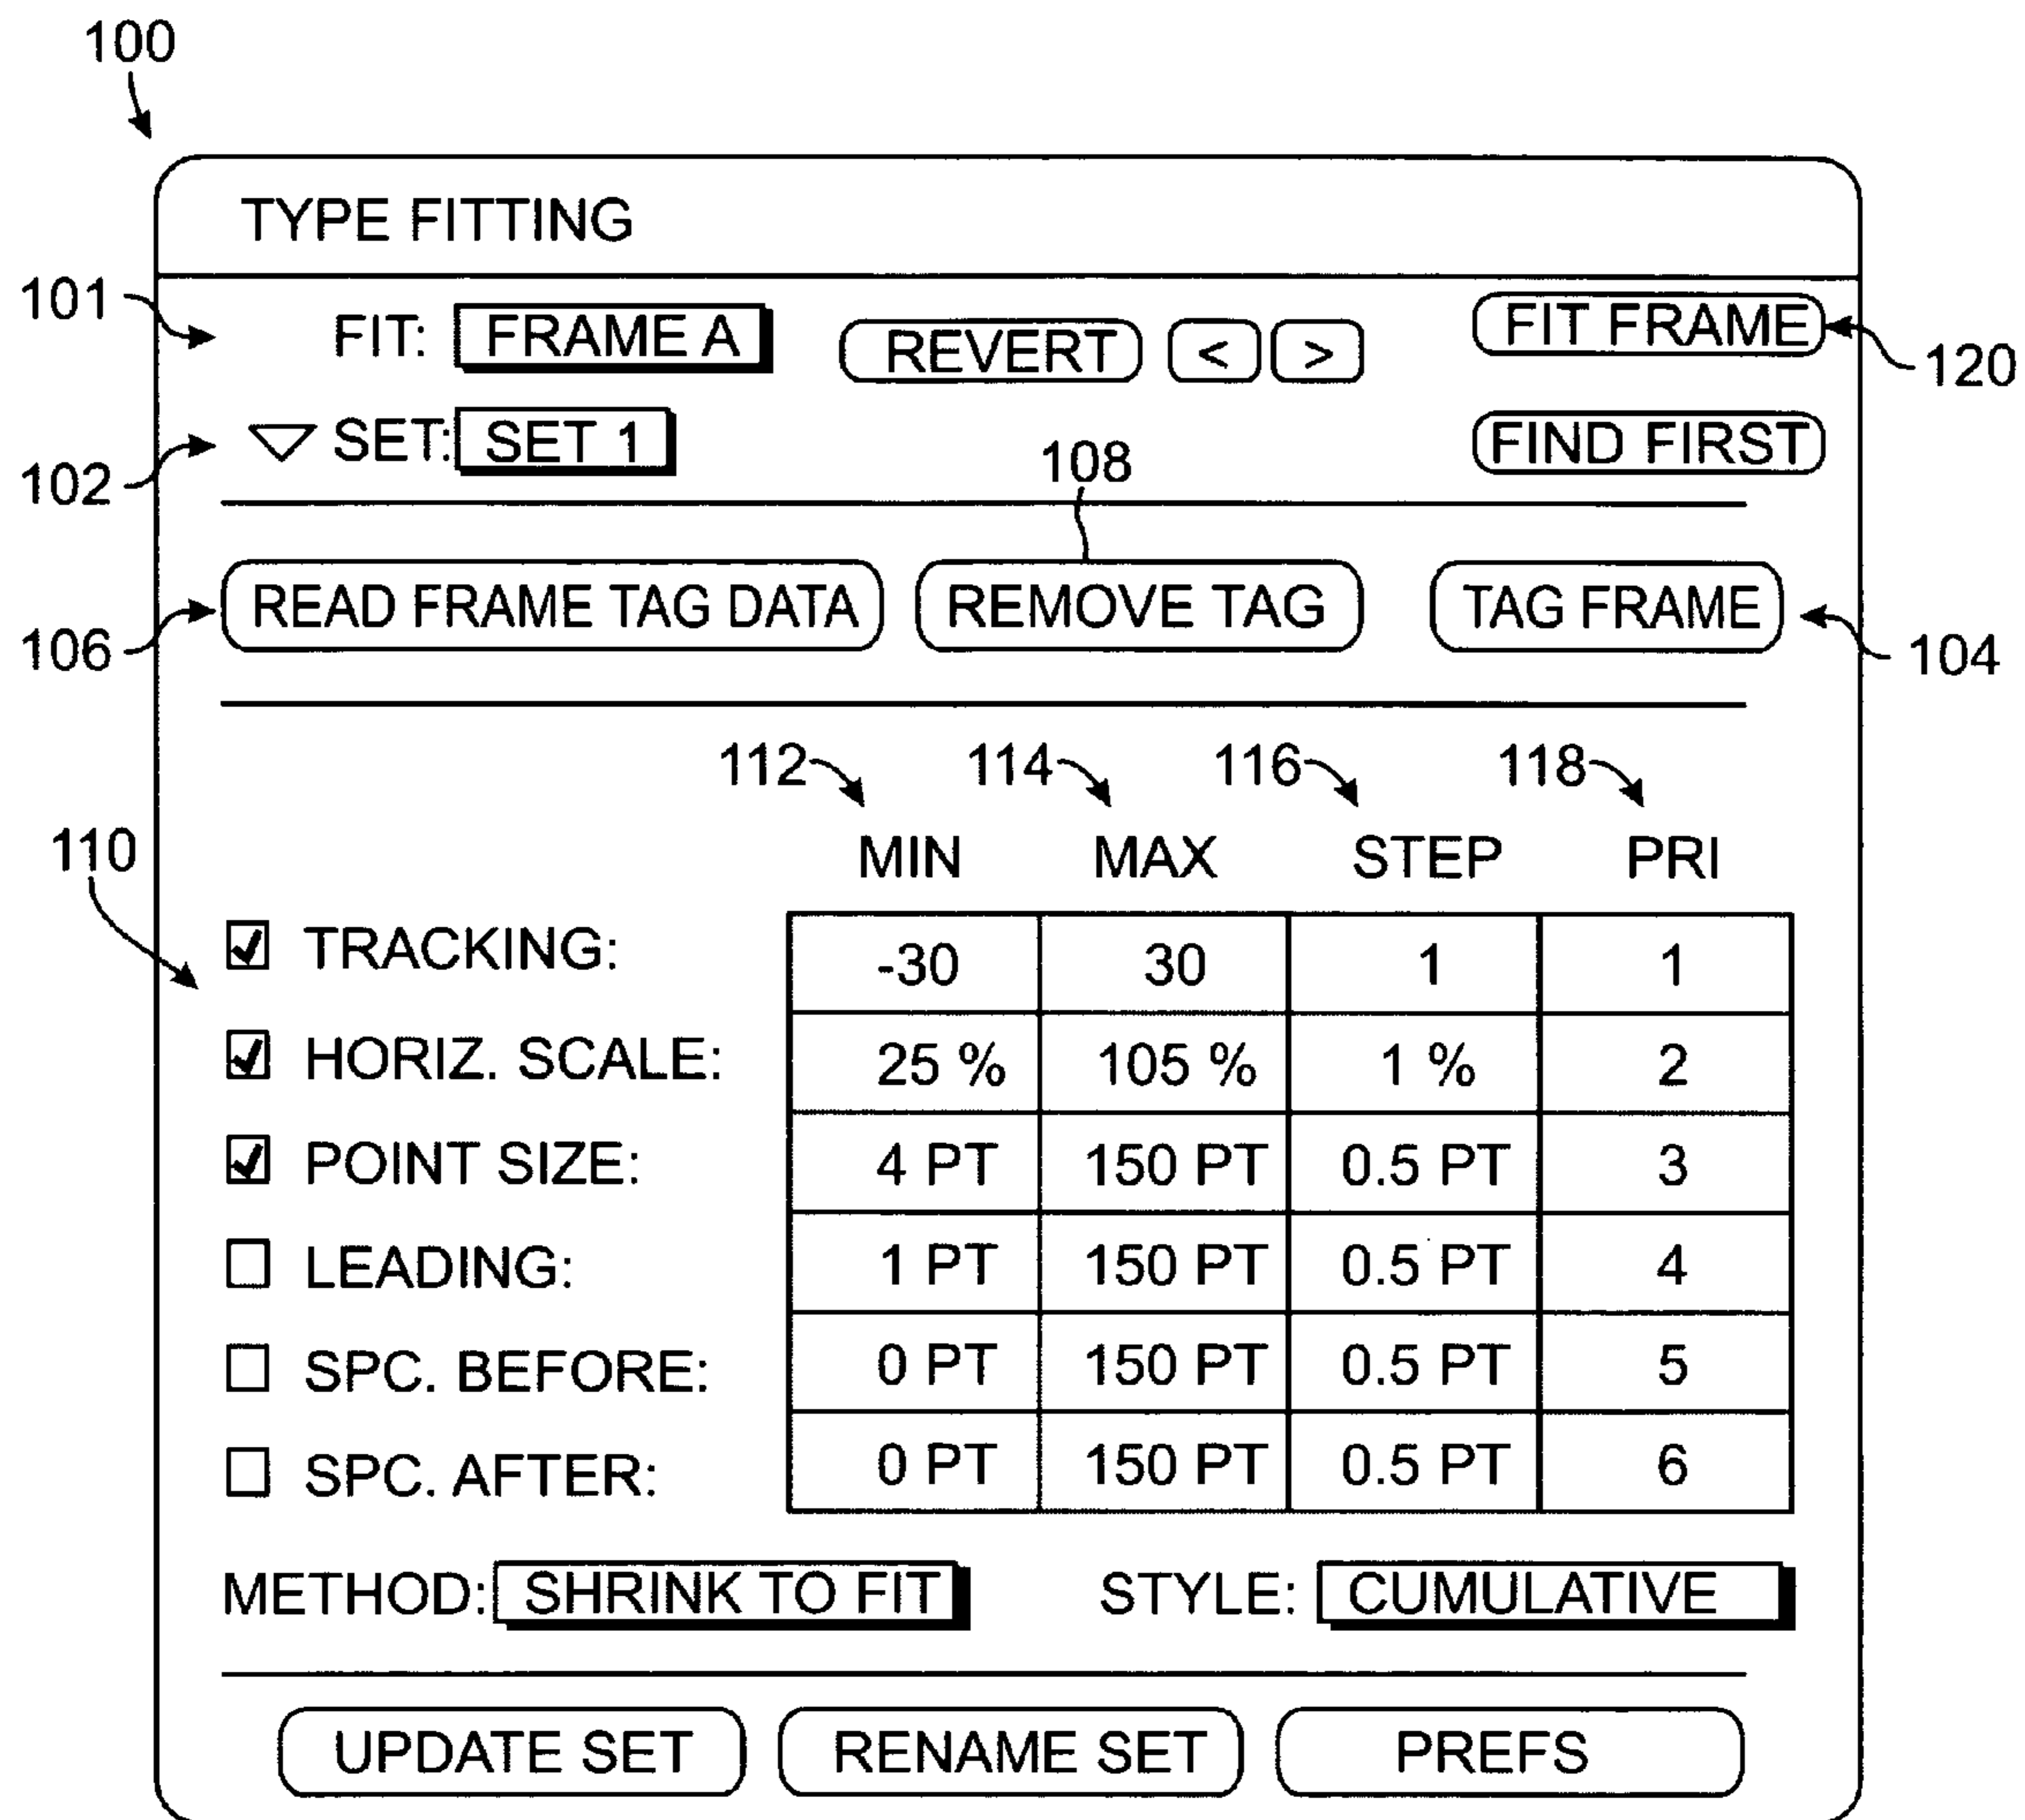 100
TYPE FITTING
101 FIT: FRAME A REVERT < > FIT FRAME 120
102 SET: SET 1 FIND FIRST
108
106 READ FRAME TAG DATA REMOVE TAG TAG FRAME 104
112 114 116 118
110 MIN MAX STEP PRI
TRACKING: -30 30 1 1
HORIZ. SCALE: 25 % 105 % 1 % 2
POINT SIZE: 4 PT 150 PT 0.5 PT 3
LEADING: 1 PT 150 PT 0.5 PT 4
SPC. BEFORE: 0 PT 150 PT 0.5 PT 5
SPC. AFTER: 0 PT 150 PT 0.5 PT 6
METHOD: SHRINK TO FIT STYLE: CUMULATIVE
UPDATE SET RENAME SET PREFS